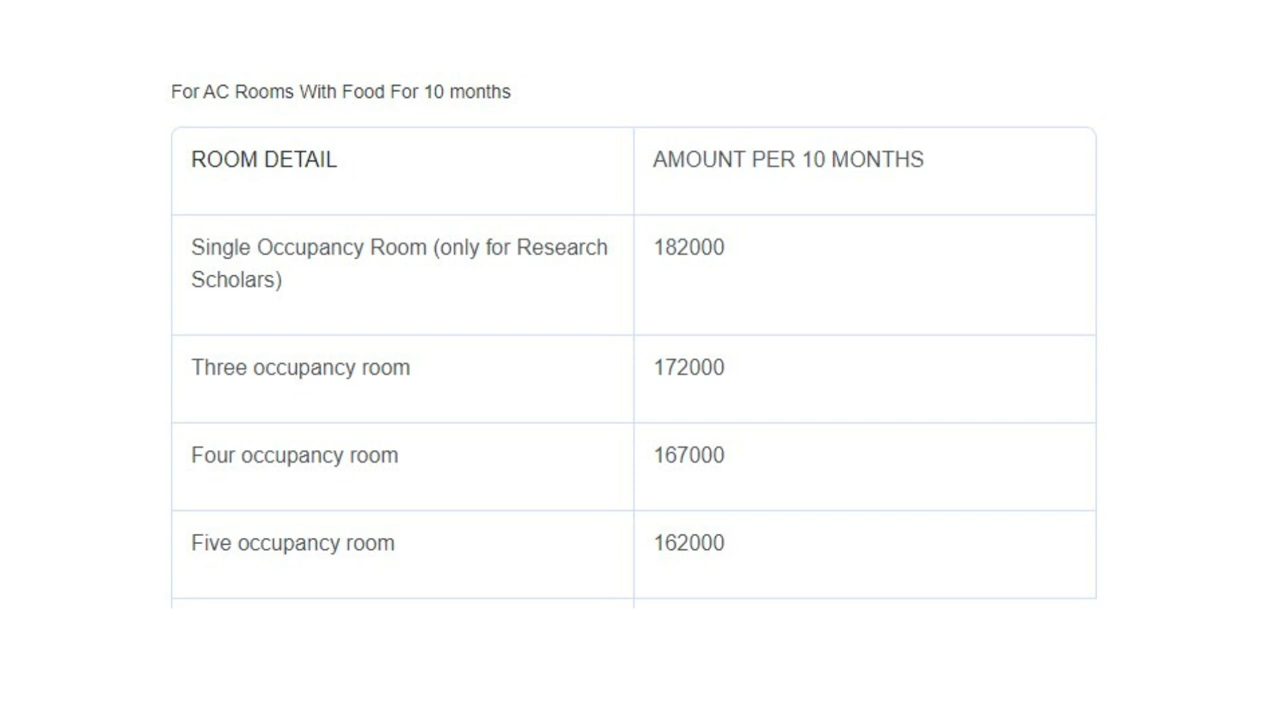 For AC Rooms With Food For 10 months
ROOM DETAIL
AMOUNT PER 10 MONTHS
Single Occupancy Room (only for Research
Scholars)
182000
Three occupancy room
172000
Four occupancy room
167000
Five occupancy room
162000